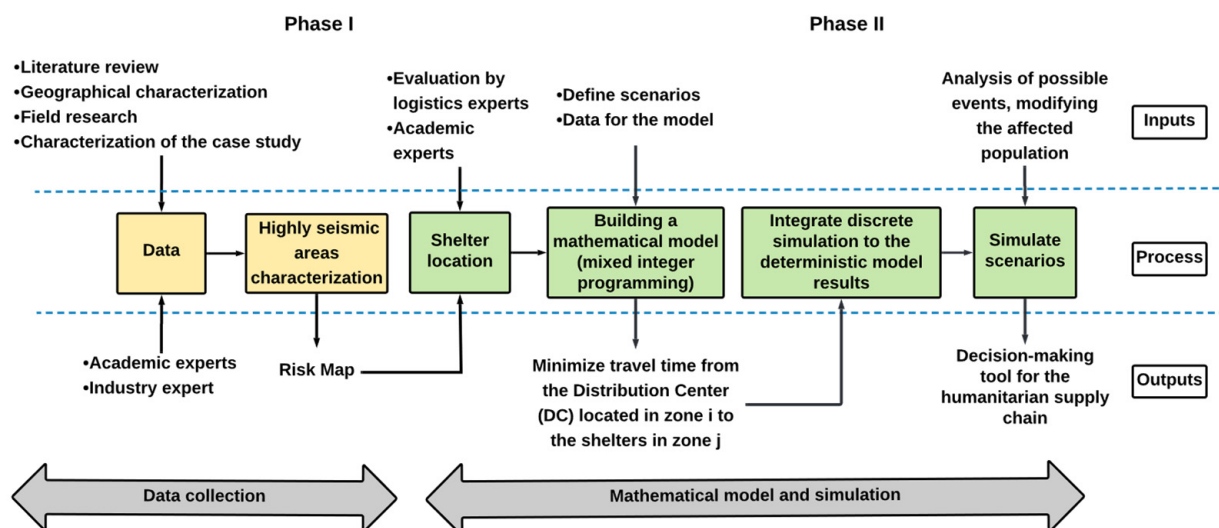 Phase I
Phase II
•Literature review
•Geographical characterization
•Field research
•Characterization of the case study
•Evaluation by
logistics experts
•Academic
experts
•Define scenarios
•Data for the model
Analysis of possible
events, modifying
the affected
population
Inputs
Data
Highly seismic
areas
characterization
Shelter
location
Building a
mathematical model
(mixed integer
programming)
Integrate discrete
simulation to the
deterministic model
results
Simulate
scenarios
Process
•Academic experts
•Industry expert
Risk Map
Minimize travel time from
the Distribution Center
(DC) located in zone i to
the shelters in zone j
Decision-making
tool for the
humanitarian supply
chain
Outputs
Data collection
Mathematical model and simulation